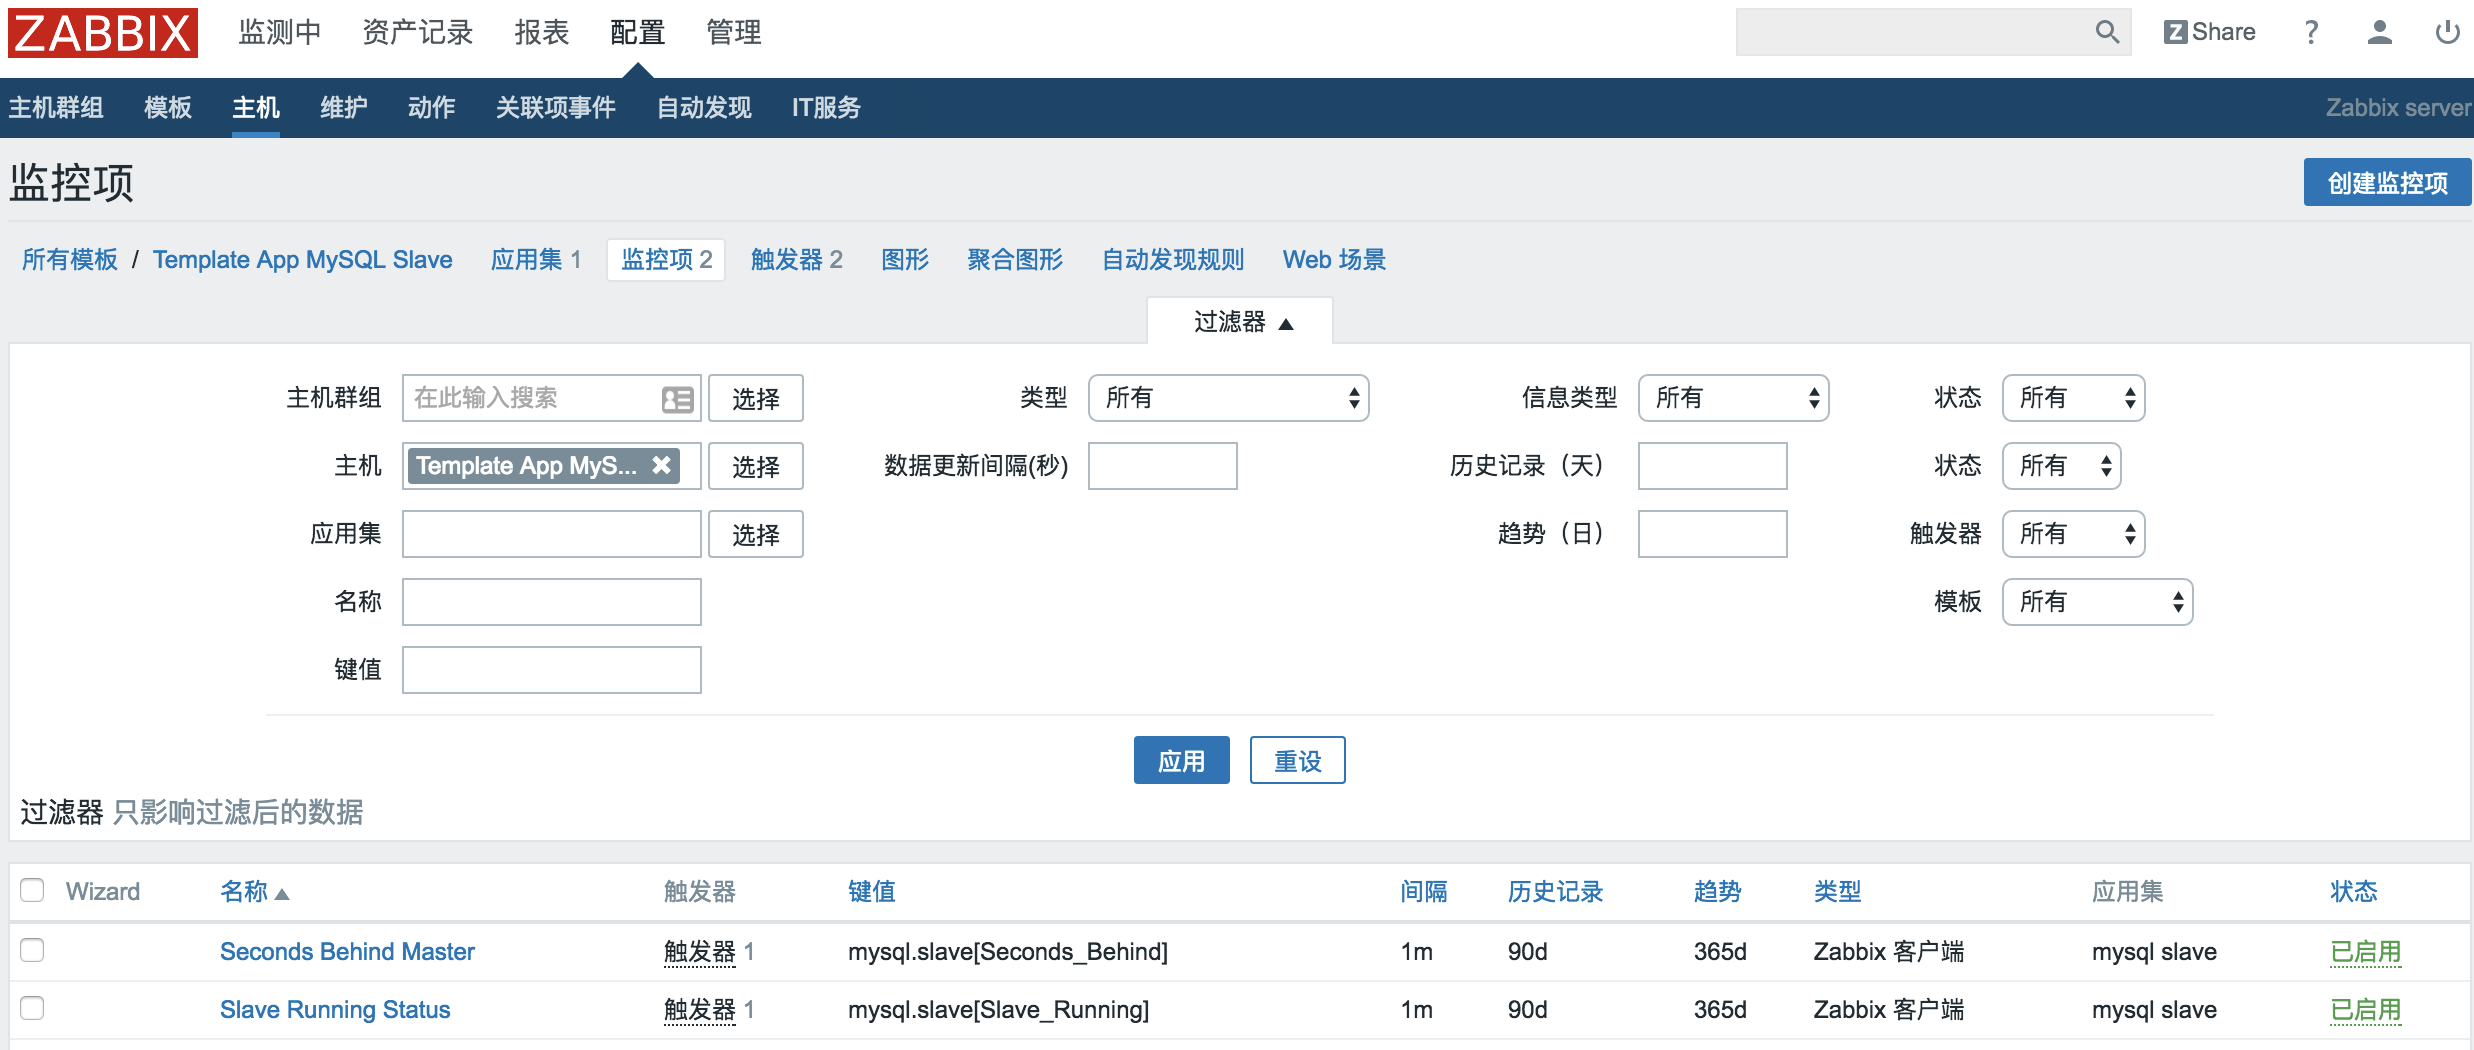 ZABBIX 监测中 资产记录 报表 配置 管理 Z Share ?
主机群组 模板 主机 维护 动作 关联项事件 自动发现 IT服务 Zabbix server
监控项 创建监控项
所有模板 / Template App MySQL Slave 应用集 1 监控项 2 触发器 2 图形 聚合图形 自动发现规则 Web 场景
过滤器 ▲
主机群组 在此输入搜索 选择 类型 所有 信息类型 所有 状态 所有
主机 Template App MyS... ✖ 选择 数据更新间隔(秒) 历史记录（天） 状态 所有
应用集 选择 趋势（日） 触发器 所有
名称 模板 所有
键值
应用 重设
过滤器 只影响过滤后的数据
Wizard 名称 ▲ 触发器 键值 间隔 历史记录 趋势 类型 应用集 状态
Seconds Behind Master 触发器 1 mysql.slave[Seconds_Behind] 1m 90d 365d Zabbix 客户端 mysql slave 已启用
Slave Running Status 触发器 1 mysql.slave[Slave_Running] 1m 90d 365d Zabbix 客户端 mysql slave 已启用